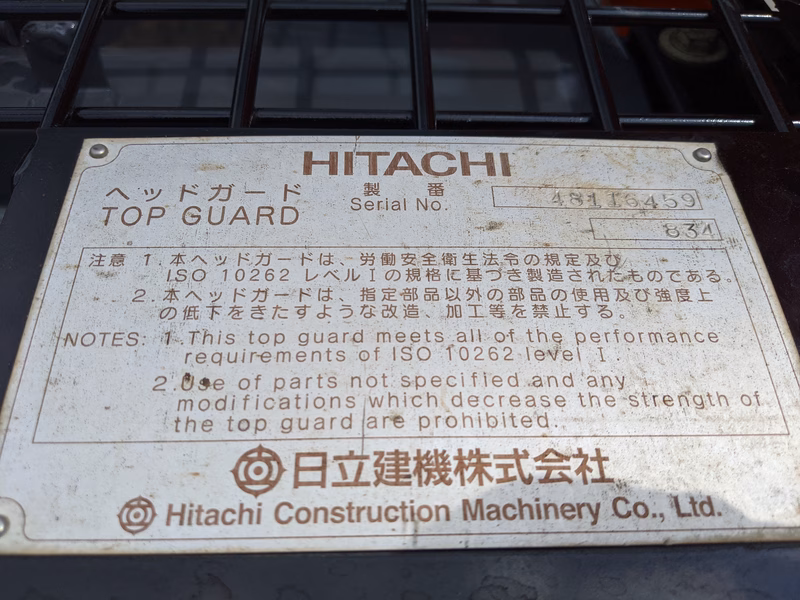 HITACHI
ヘッドガード
TOP GUARD
製 番
Serial No.
834
注意 1. 本ヘッドガードは、労働安全衛生法令の規定及び
ISO 10262 レベルⅠの規格に基づき製造されたものである。
2. 本ヘッドガードは、指定部品以外の部品の使用及び強度上
の低下をきたすような改造、加工等を禁止する。
NOTES: 1. This top guard meets all of the performance
requirements of ISO 10262 level Ⅰ.
2. Use of parts not specified and any
modifications which decrease the strength of
the top guard are prohibited.
日立建機株式会社
Hitachi Construction Machinery Co., Ltd.